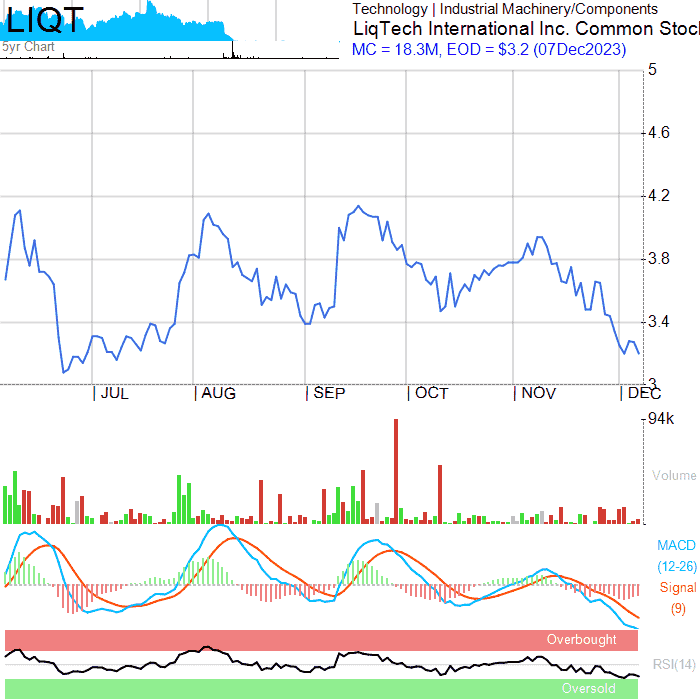 LIQT
Technology | Industrial Machinery/Components
LiqTech International Inc. Common Stoc
5yr Chart
MC = 18.3M, EOD = $3.2 (07Dec2023)
5
4.6
4.2
3.8
3.4
3
JUL AUG SEP OCT NOV DEC
94k
Volume
MACD
(12-26)
Signal
(9)
Overbought
RSI(14)
Oversold